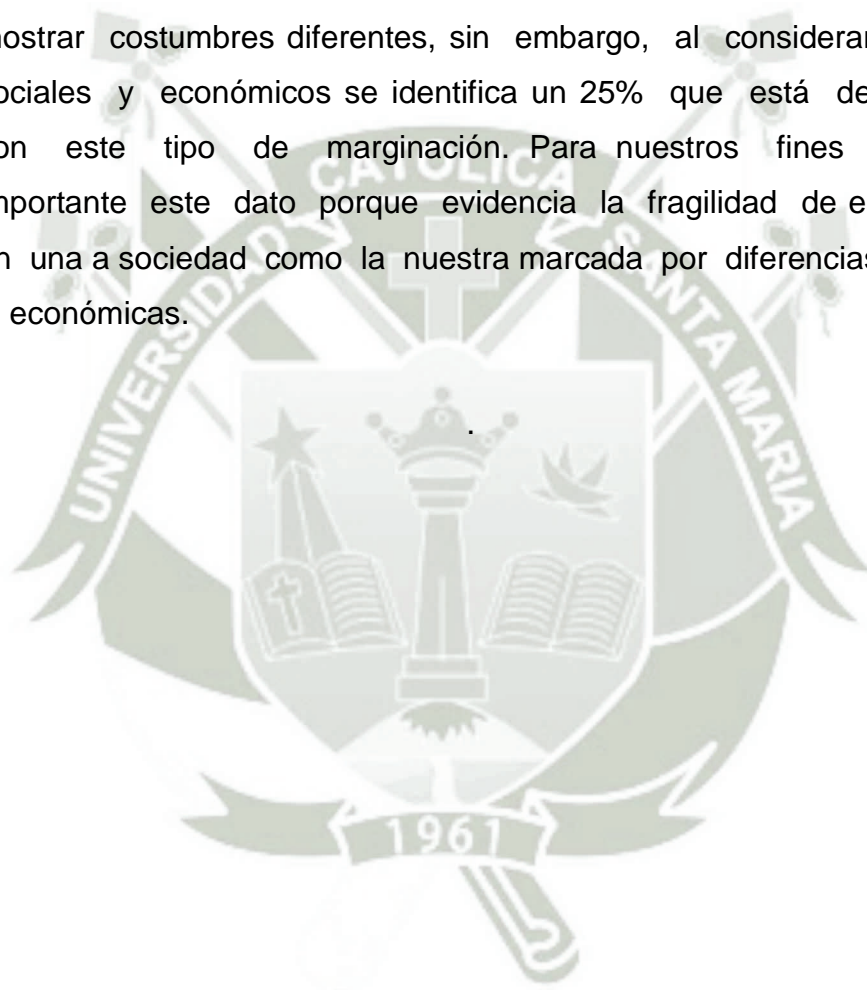 ostrar costumbres diferentes, sin embargo, al considerar
ociales y económicos se identifica un 25% que está de
on este tipo de marginación. Para nuestros fines
mportante este dato porque evidencia la fragilidad de e
n una a sociedad como la nuestra marcada por diferencias
económicas.
.
UNIVERSIDAD CATOLICA SANTA MARIA
1961